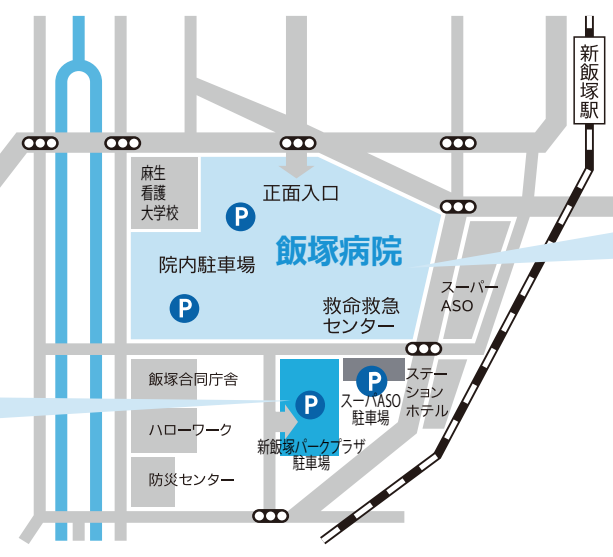 新飯塚駅
麻生
看護
大学校
正面入口
P
飯塚病院
院内駐車場
P
救命救急
センター
スーパー
ASO
飯塚合同庁舎
ハローワーク
防災センター
P
新飯塚パークプラザ
駐車場
P
スーパASO
駐車場
ステー
ション
ホテル